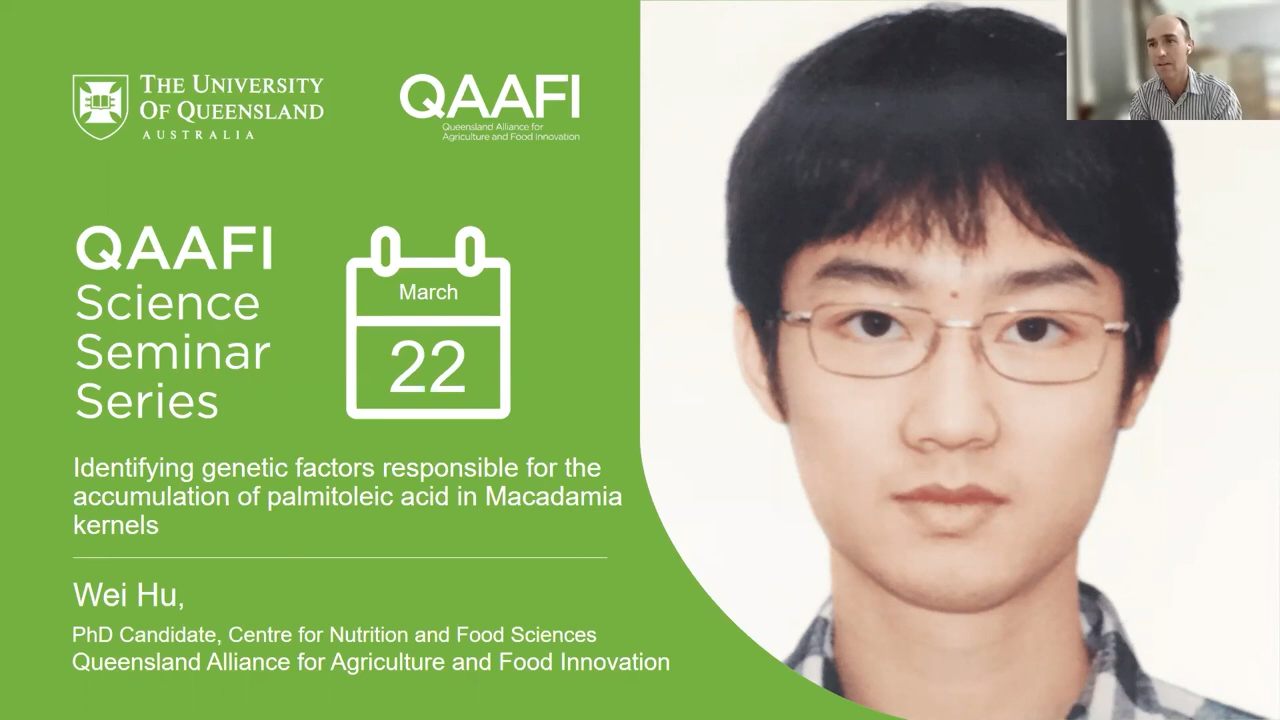 THE UNIVERSITY
OF QUEENSLAND
AUSTRALIA
QAAFI
Queensland Alliance for
Agriculture and Food Innovation
QAAFI
Science
Seminar
Series
March
22
Identifying genetic factors responsible for the
accumulation of palmitoleic acid in Macadamia
kernels
Wei Hu,
PhD Candidate, Centre for Nutrition and Food Sciences
Queensland Alliance for Agriculture and Food Innovation